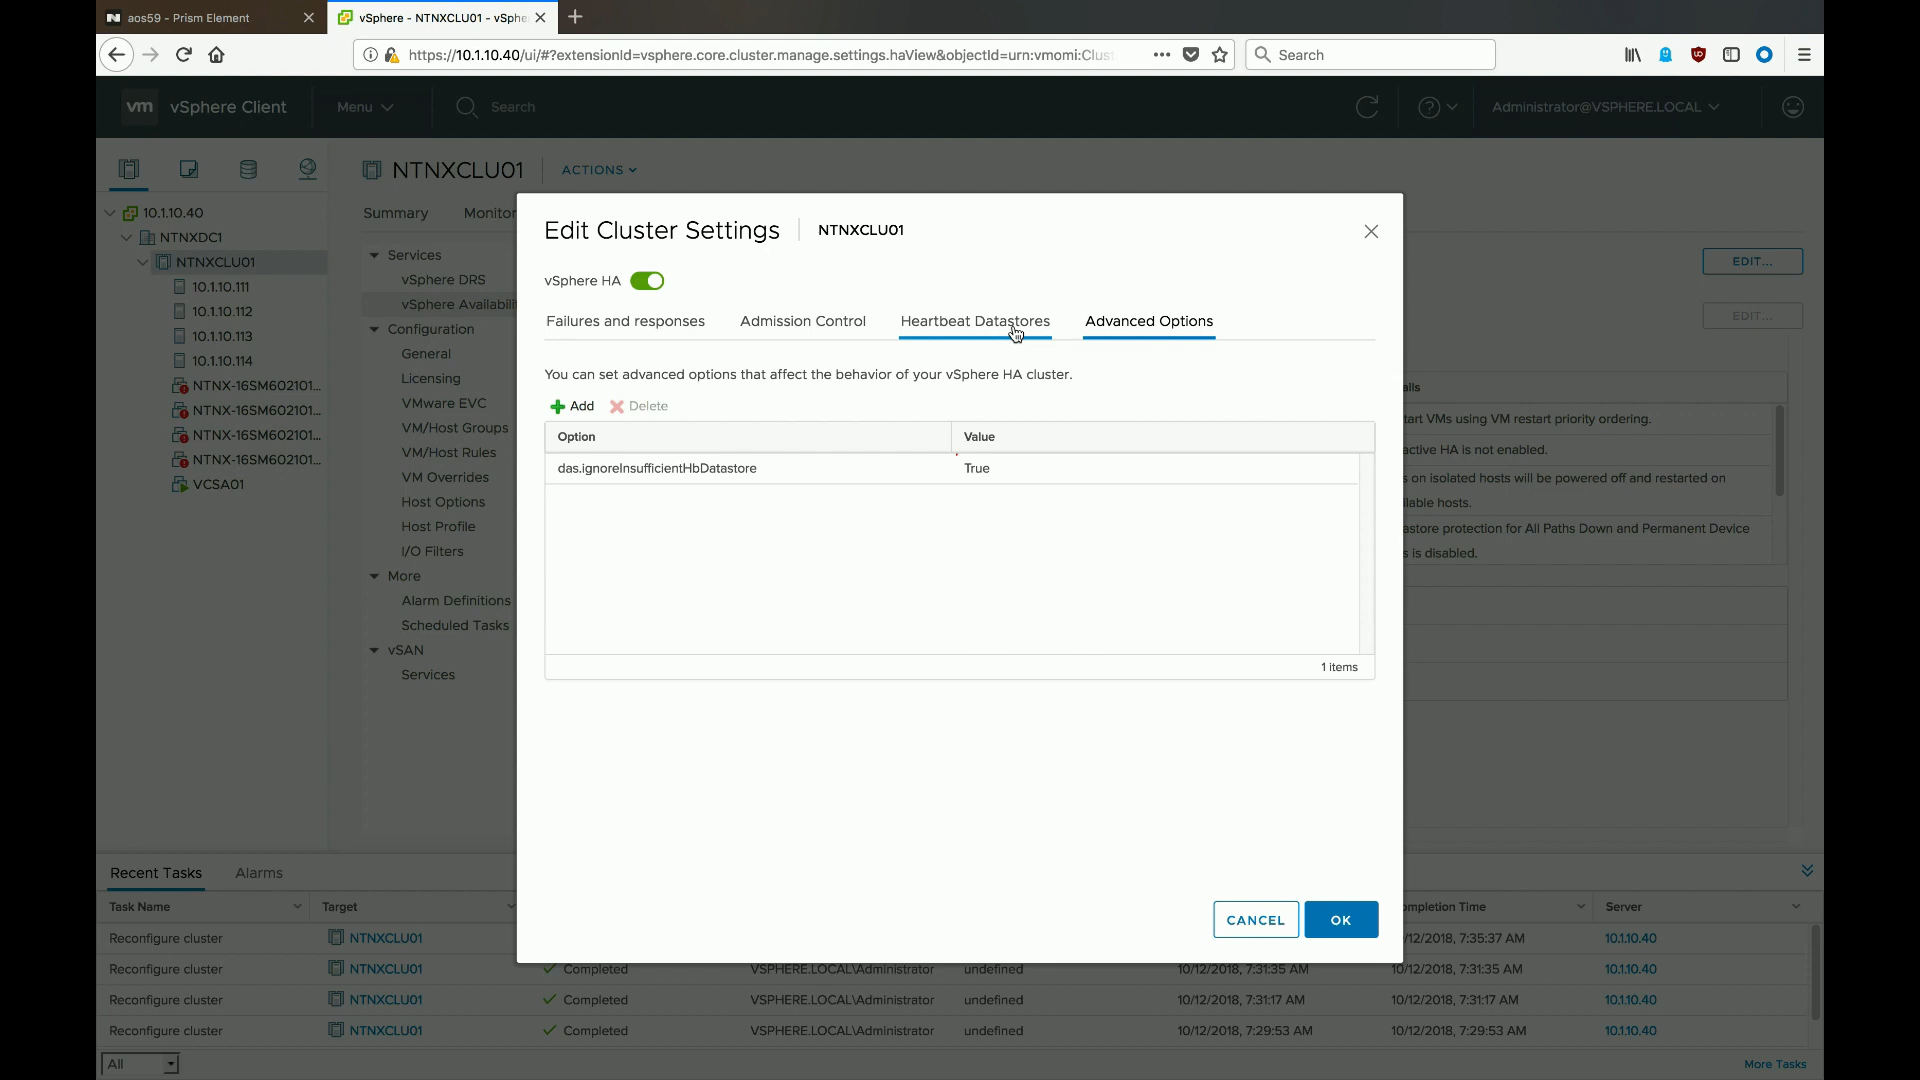 aos59 - Prism Element
vSphere - NTNXCLU01 - vSphe
https://10.1.10.40/ui/#?extensionId=vsphere.core.cluster.manage.settings.haView&objectId=urn:vmomi:Clust
Search
vm vSphere Client Menu Search Administrator@VSPHERE.LOCAL
NTNXCLU01 ACTIONS
Summary Monitor
10.1.10.40
NTNXDC1
NTNXCLU01
10.1.10.111
10.1.10.112
10.1.10.113
10.1.10.114
NTNX-16SM602101...
NTNX-16SM602101...
NTNX-16SM602101...
NTNX-16SM602101...
VCSA01
Services
vSphere DRS
vSphere Availabili
Configuration
General
Licensing
VMware EVC
VM/Host Groups
VM/Host Rules
VM Overrides
Host Options
Host Profile
I/O Filters
More
Alarm Definitions
Scheduled Tasks
vSAN
Services
Edit Cluster Settings NTNXCLU01
vSphere HA
Failures and responses Admission Control Heartbeat Datastores Advanced Options
You can set advanced options that affect the behavior of your vSphere HA cluster.
Add Delete
Option Value
das.ignoreInsufficientHbDatastore True
1 items
CANCEL OK
EDIT...
EDIT...
ails
tart VMs using VM restart priority ordering.
active HA is not enabled.
s on isolated hosts will be powered off and restarted on
ilable hosts.
astore protection for All Paths Down and Permanent Device
s is disabled.
Recent Tasks Alarms
Task Name Target ompletion Time Server
Reconfigure cluster NTNXCLU01 /12/2018, 7:35:37 AM 10.1.10.40
Reconfigure cluster NTNXCLU01 Completed VSPHERE.LOCAL\Administrator undefined 10/12/2018, 7:31:35 AM 10/12/2018, 7:31:35 AM 10.1.10.40
Reconfigure cluster NTNXCLU01 Completed VSPHERE.LOCAL\Administrator undefined 10/12/2018, 7:31:17 AM 10/12/2018, 7:31:17 AM 10.1.10.40
Reconfigure cluster NTNXCLU01 Completed VSPHERE.LOCAL\Administrator undefined 10/12/2018, 7:29:53 AM 10/12/2018, 7:29:53 AM 10.1.10.40
All
More Tasks